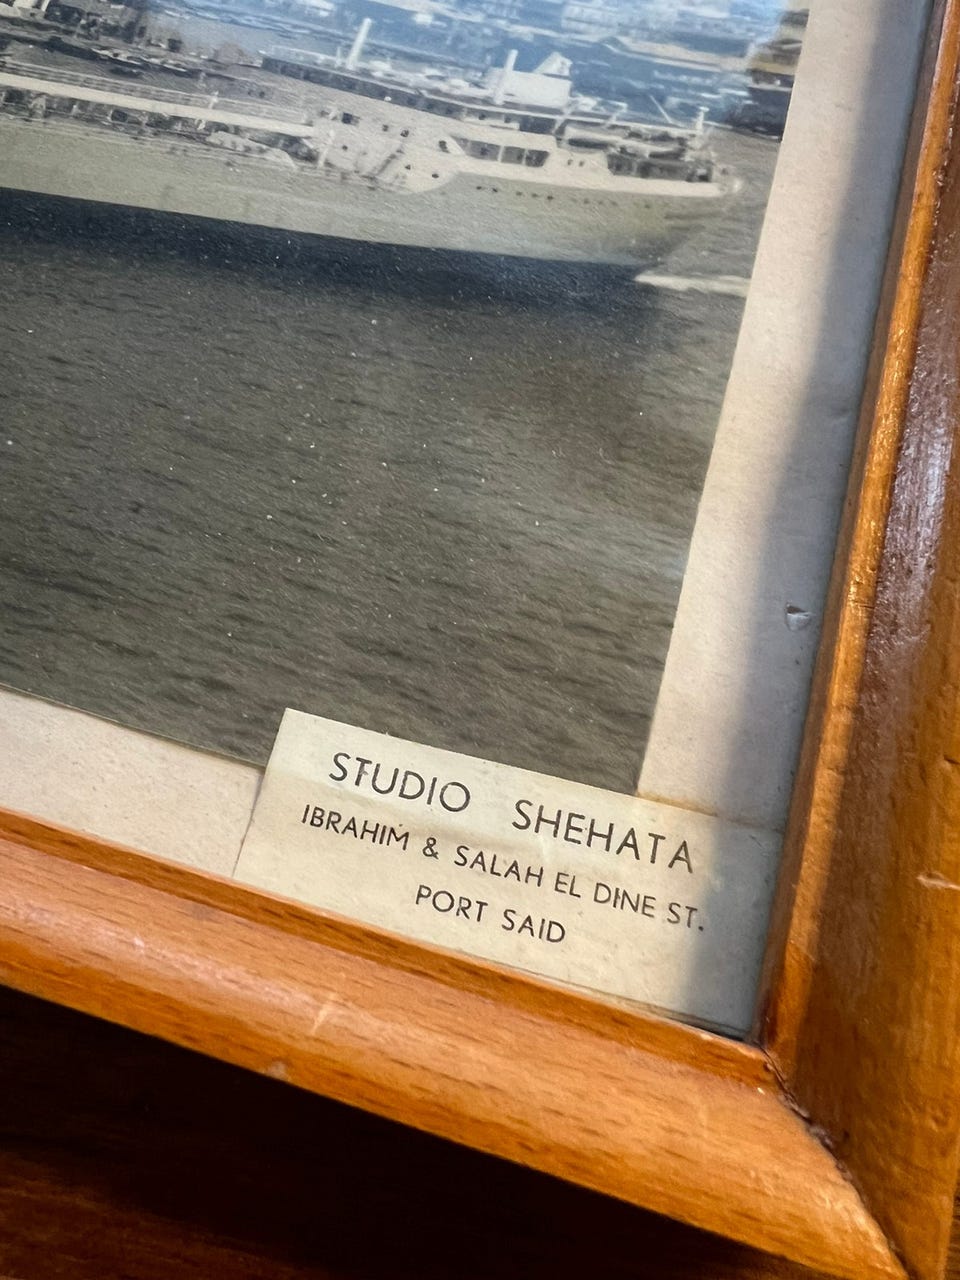 STUDIO SHEHATA
IBRAHIM & SALAH EL DINE ST.
PORT SAID